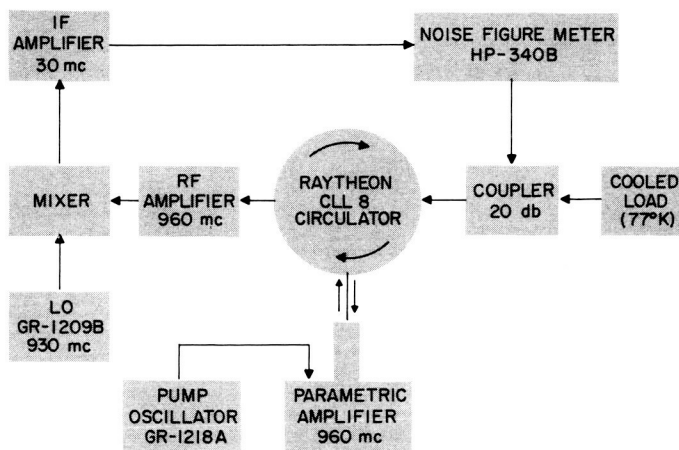 IF
AMPLIFIER
30 mc
NOISE FIGURE METER
HP-340B
MIXER
RF
AMPLIFIER
960 mc
RAYTHEON
CLL 8
CIRCULATOR
COUPLER
20 db
COOLED
LOAD
(77°K)
LO
GR-1209B
930 mc
PUMP
OSCILLATOR
GR-1218A
PARAMETRIC
AMPLIFIER
960 mc